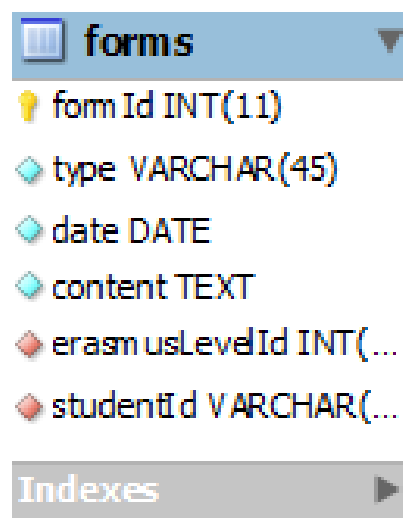 forms
formId INT(11)
type VARCHAR(45)
date DATE
content TEXT
erasmusLevelId INT(...
studentId VARCHAR(...
Indexes